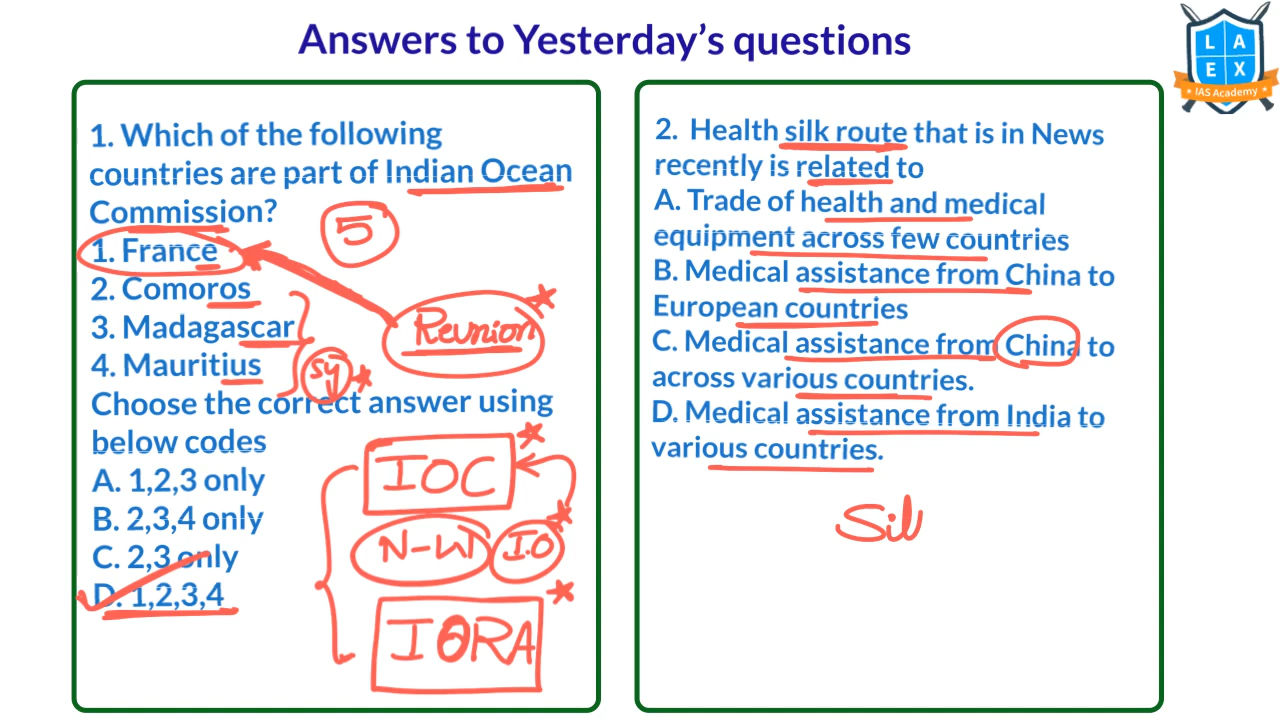 Answers to Yesterday's questions
L A
E X
IAS Academy
1. Which of the following
countries are part of Indian Ocean
Commission?
5
1. France
2. Comoros
3. Madagascar
Reunion
4. Mauritius
Sy
Choose the correct answer using
below codes
A. 1,2,3 only
IOC
B. 2,3,4 only
N-W I.O
C. 2,3 only
D. 1,2,3,4
IORA
2. Health silk route that is in News
recently is related to
A. Trade of health and medical
equipment across few countries
B. Medical assistance from China to
European countries
C. Medical assistance from China to
across various countries.
D. Medical assistance from India to
various countries.
Sil